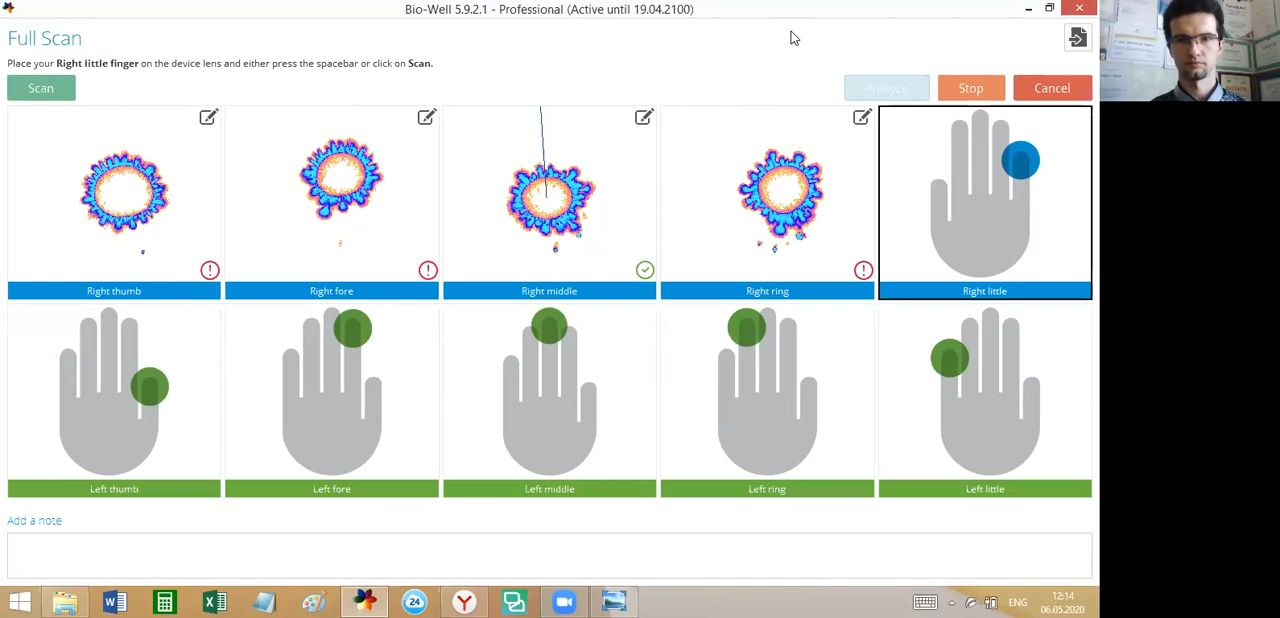 Bio-Well 5.9.2.1 - Professional (Active until 19.04.2100)
Full Scan
Place your Right little finger on the device lens and either press the spacebar or click on Scan.
Scan
Analyze
Stop
Cancel
Right thumb
Right fore
Right middle
Right ring
Right little
Left thumb
Left fore
Left middle
Left ring
Left little
Add a note
24
ENG
12:14
06.05.2020